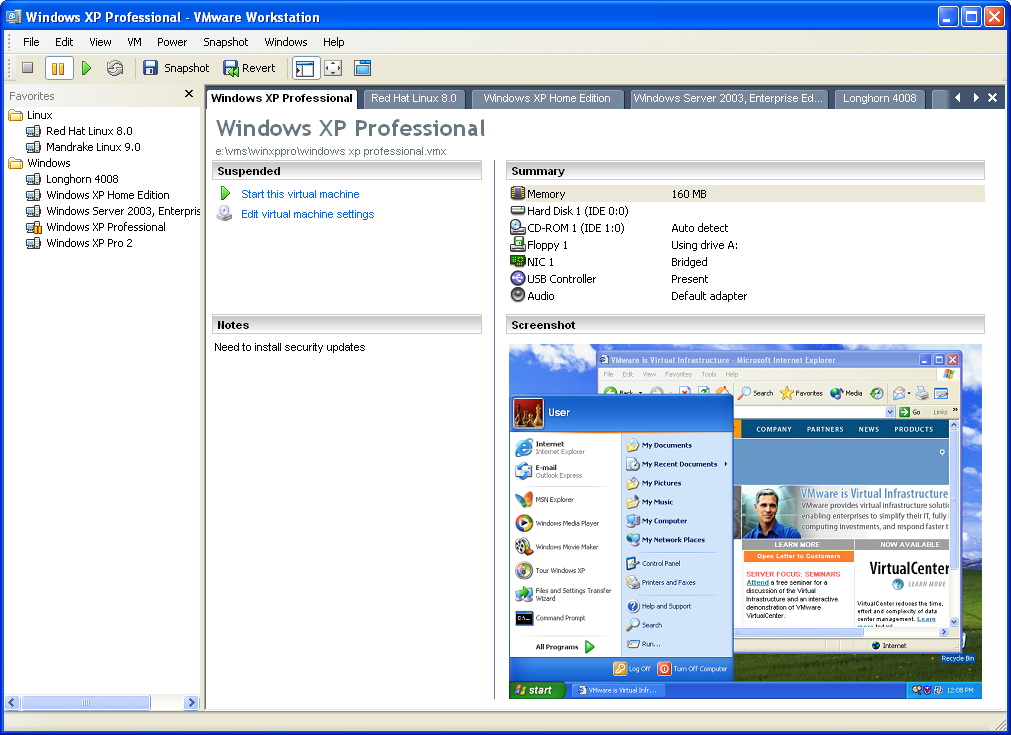 Windows XP Professional - VMware Workstation
File Edit View VM Power Snapshot Windows Help
Snapshot Revert
Favorites
Linux
Red Hat Linux 8.0
Mandrake Linux 9.0
Windows
Longhorn 4008
Windows XP Home Edition
Windows Server 2003, Enterpris
Windows XP Professional
Windows XP Pro 2
Windows XP Professional Red Hat Linux 8.0 Windows XP Home Edition Windows Server 2003, Enterprise Ed... Longhorn 4008
Windows XP Professional
e:\vms\winxppro\windows xp professional.vmx
Suspended
Start this virtual machine
Edit virtual machine settings
Notes
Need to install security updates
Summary
Memory 160 MB
Hard Disk 1 (IDE 0:0)
CD-ROM 1 (IDE 1:0) Auto detect
Floppy 1 Using drive A:
NIC 1 Bridged
USB Controller Present
Audio Default adapter
Screenshot
VMware is Virtual Infrastructure - Microsoft Internet Explorer
File Edit View Favorites Tools Help
Back Search Favorites Media
Go Links
COMPANY PARTNERS NEWS PRODUCTS
VMware is Virtual Infrastructure
VMware provides virtual infrastructure
enabling enterprises to simplify their IT, fully
computing investments, and respond faster
LEARN MORE NOW AVAILABLE
Open Letter to Customers
SERVER FOCUS: SEMINARS
Attend a free seminar for a
discussion of the Virtual
Infrastructure and an interactive
demonstration of VMware
VirtualCenter.
VirtualCenter
LEARN MORE
VirtualCenter reduces the time,
effort and complexity of data
center management. Learn
more today.
Internet
User
Internet
Internet Explorer
E-mail
Outlook Express
MSN Explorer
Windows Media Player
Windows Movie Maker
Tour Windows XP
Files and Settings Transfer
Wizard
Command Prompt
All Programs
My Documents
My Recent Documents
My Pictures
My Music
My Computer
My Network Places
Control Panel
Printers and Faxes
Help and Support
Search
Run...
Log Off Turn Off Computer
Recycle Bin
start VMware is Virtual Infr... 12:08 PM